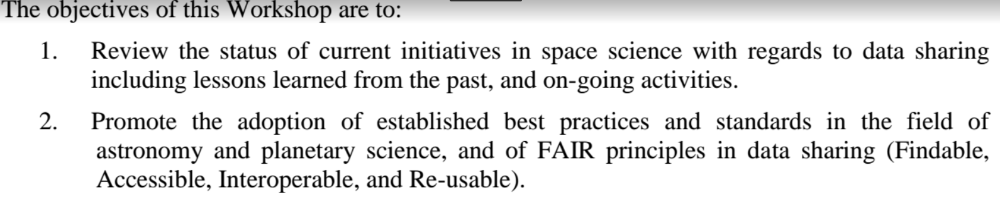 The objectives of this Workshop are to:
1. Review the status of current initiatives in space science with regards to data sharing
including lessons learned from the past, and on-going activities.
2. Promote the adoption of established best practices and standards in the field of
astronomy and planetary science, and of FAIR principles in data sharing (Findable,
Accessible, Interoperable, and Re-usable).